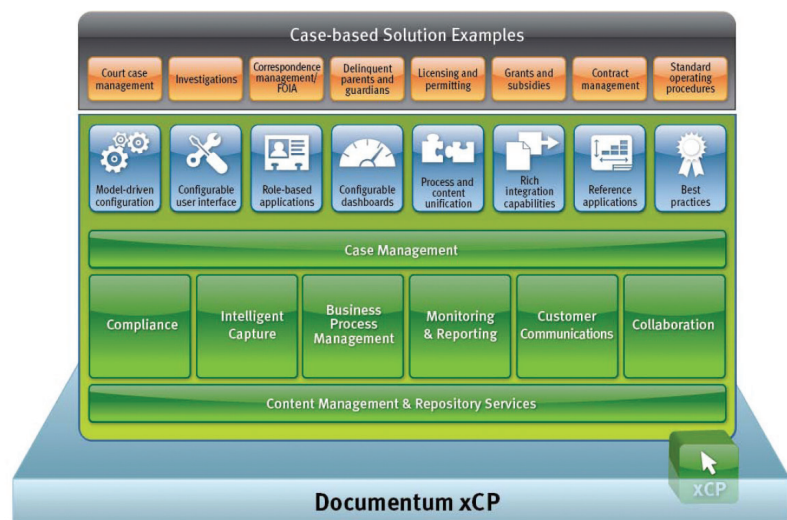 Case-based Solution Examples
Court case
management
Investigations
Correspondence
management/
FOIA
Delinquent
parents and
guardians
Licensing and
permitting
Grants and
subsidies
Contract
management
Standard
operating
procedures
Model-driven
configuration
Configurable
user interface
Role-based
applications
Configurable
dashboards
Process and
content
unification
Rich
integration
capabilities
Reference
applications
Best
practices
Case Management
Compliance
Intelligent
Capture
Business
Process
Management
Monitoring
& Reporting
Customer
Communications
Collaboration
Content Management & Repository Services
xCP
Documentum xCP